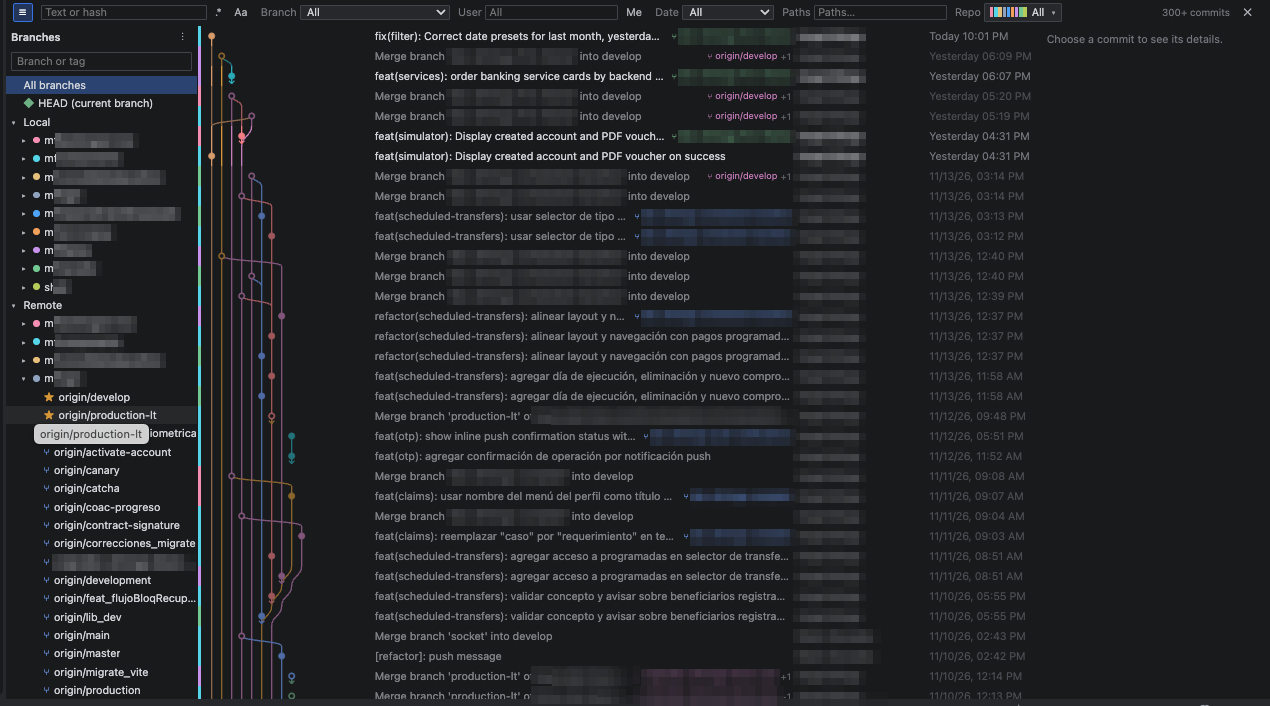 Text or hash .* Aa Branch All User All Me Date All Paths Paths... Repo All 300+ commits
Branches
Branch or tag
All branches
HEAD (current branch)
Local
Remote
origin/develop
origin/production-lt
origin/production-lt iometrica
origin/activate-account
origin/canary
origin/catcha
origin/coac-progreso
origin/contract-signature
origin/correcciones_migrate
origin/development
origin/feat_flujoBloqRecup...
origin/lib_dev
origin/main
origin/master
origin/migrate_vite
origin/production
fix(filter): Correct date presets for last month, yesterda... Today 10:01 PM
Merge branch into develop origin/develop +1 Yesterday 06:09 PM
feat(services): order banking service cards by backend ... Yesterday 06:07 PM
Merge branch into develop origin/develop +1 Yesterday 05:20 PM
Merge branch into develop origin/develop +1 Yesterday 05:19 PM
feat(simulator): Display created account and PDF vouch... Yesterday 04:31 PM
feat(simulator): Display created account and PDF voucher on success Yesterday 04:31 PM
Merge branch into develop origin/develop +1 11/13/26, 03:14 PM
Merge branch into develop 11/13/26, 03:14 PM
feat(scheduled-transfers): usar selector de tipo ... 11/13/26, 03:13 PM
feat(scheduled-transfers): usar selector de tipo ... 11/13/26, 03:12 PM
Merge branch into develop 11/13/26, 12:40 PM
Merge branch into develop 11/13/26, 12:40 PM
Merge branch into develop 11/13/26, 12:39 PM
refactor(scheduled-transfers): alinear layout y n... 11/13/26, 12:37 PM
refactor(scheduled-transfers): alinear layout y navegación con pagos programad... 11/13/26, 12:37 PM
refactor(scheduled-transfers): alinear layout y navegación con pagos programad... 11/13/26, 12:37 PM
feat(scheduled-transfers): agregar día de ejecución, eliminación y nuevo compro... 11/13/26, 11:58 AM
feat(scheduled-transfers): agregar día de ejecución, eliminación y nuevo compro... 11/13/26, 11:58 AM
Merge branch 'production-lt' o 11/12/26, 09:48 PM
feat(otp): show inline push confirmation status wit... 11/12/26, 05:51 PM
feat(otp): agregar confirmación de operación por notificación push 11/12/26, 11:52 AM
Merge branch into develop 11/11/26, 09:08 AM
feat(claims): usar nombre del menú del perfil como título ... 11/11/26, 09:07 AM
Merge branch into develop 11/11/26, 09:04 AM
feat(claims): reemplazar "caso" por "requerimiento" en te... 11/11/26, 09:03 AM
feat(scheduled-transfers): agregar acceso a programadas en selector de transfe... 11/11/26, 08:51 AM
feat(scheduled-transfers): agregar acceso a programadas en selector de transfe... 11/11/26, 08:51 AM
feat(scheduled-transfers): validar concepto y avisar sobre beneficiarios registra... 11/10/26, 05:55 PM
feat(scheduled-transfers): validar concepto y avisar sobre beneficiarios registra... 11/10/26, 05:55 PM
Merge branch 'socket' into develop 11/10/26, 02:43 PM
[refactor]: push message 11/10/26, 02:42 PM
Merge branch 'production-lt' o +1 11/10/26, 12:14 PM
Merge branch 'production-lt' o 11/10/26, 12:13 PM
Choose a commit to see its details.